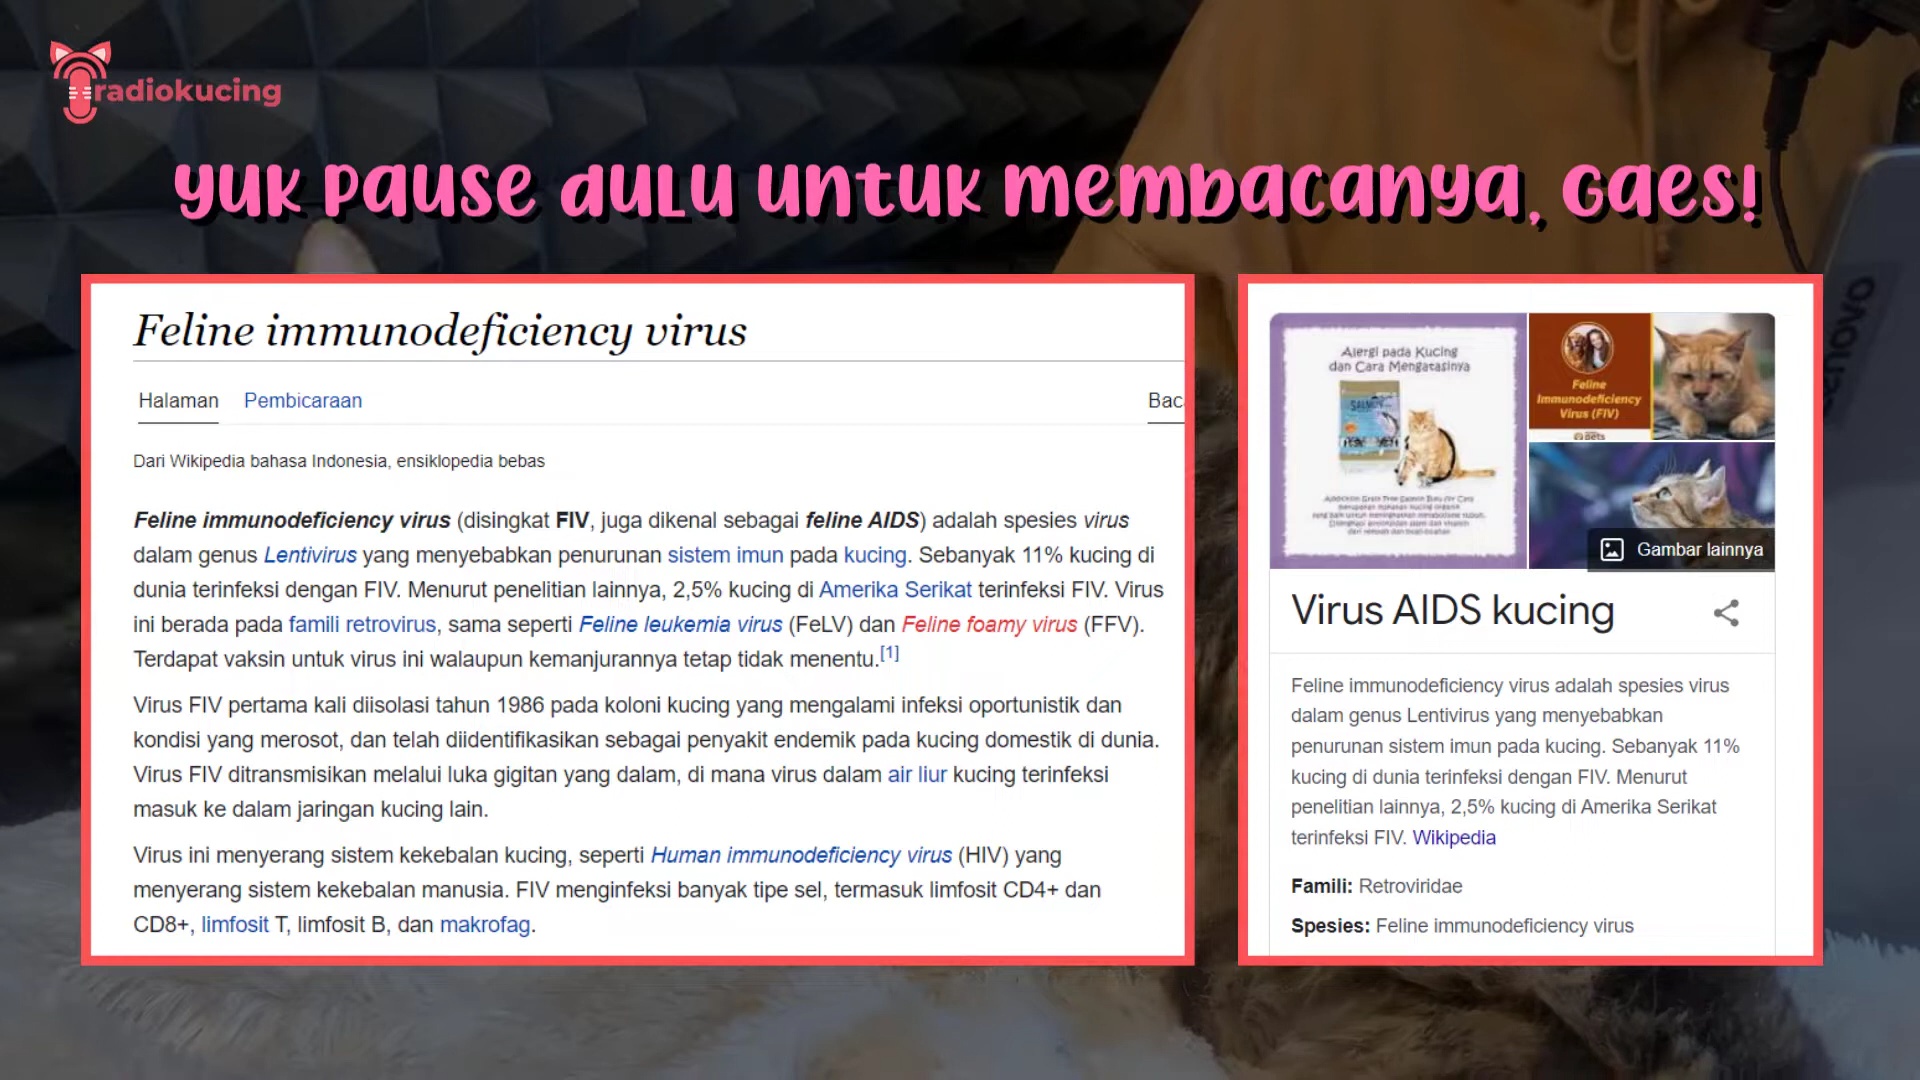 radiokucing
yuk pause dulu untuk membacanya, gaes!
Feline immunodeficiency virus
Halaman Pembicaraan Bac
Dari Wikipedia bahasa Indonesia, ensiklopedia bebas
Feline immunodeficiency virus (disingkat FIV, juga dikenal sebagai feline AIDS) adalah spesies virus
dalam genus Lentivirus yang menyebabkan penurunan sistem imun pada kucing. Sebanyak 11% kucing di
dunia terinfeksi dengan FIV. Menurut penelitian lainnya, 2,5% kucing di Amerika Serikat terinfeksi FIV. Virus
ini berada pada famili retrovirus, sama seperti Feline leukemia virus (FeLV) dan Feline foamy virus (FFV).
Terdapat vaksin untuk virus ini walaupun kemanjurannya tetap tidak menentu.[1]
Virus FIV pertama kali diisolasi tahun 1986 pada koloni kucing yang mengalami infeksi oportunistik dan
kondisi yang merosot, dan telah diidentifikasikan sebagai penyakit endemik pada kucing domestik di dunia.
Virus FIV ditransmisikan melalui luka gigitan yang dalam, di mana virus dalam air liur kucing terinfeksi
masuk ke dalam jaringan kucing lain.
Virus ini menyerang sistem kekebalan kucing, seperti Human immunodeficiency virus (HIV) yang
menyerang sistem kekebalan manusia. FIV menginfeksi banyak tipe sel, termasuk limfosit CD4+ dan
CD8+, limfosit T, limfosit B, dan makrofag.
Alergi pada Kucing
dan Cara Mengatasinya
Feline
Immunodeficiency
Virus (FIV)
Gambar lainnya
Virus AIDS kucing
Feline immunodeficiency virus adalah spesies virus
dalam genus Lentivirus yang menyebabkan
penurunan sistem imun pada kucing. Sebanyak 11%
kucing di dunia terinfeksi dengan FIV. Menurut
penelitian lainnya, 2,5% kucing di Amerika Serikat
terinfeksi FIV. Wikipedia
Famili: Retroviridae
Spesies: Feline immunodeficiency virus
lenovo